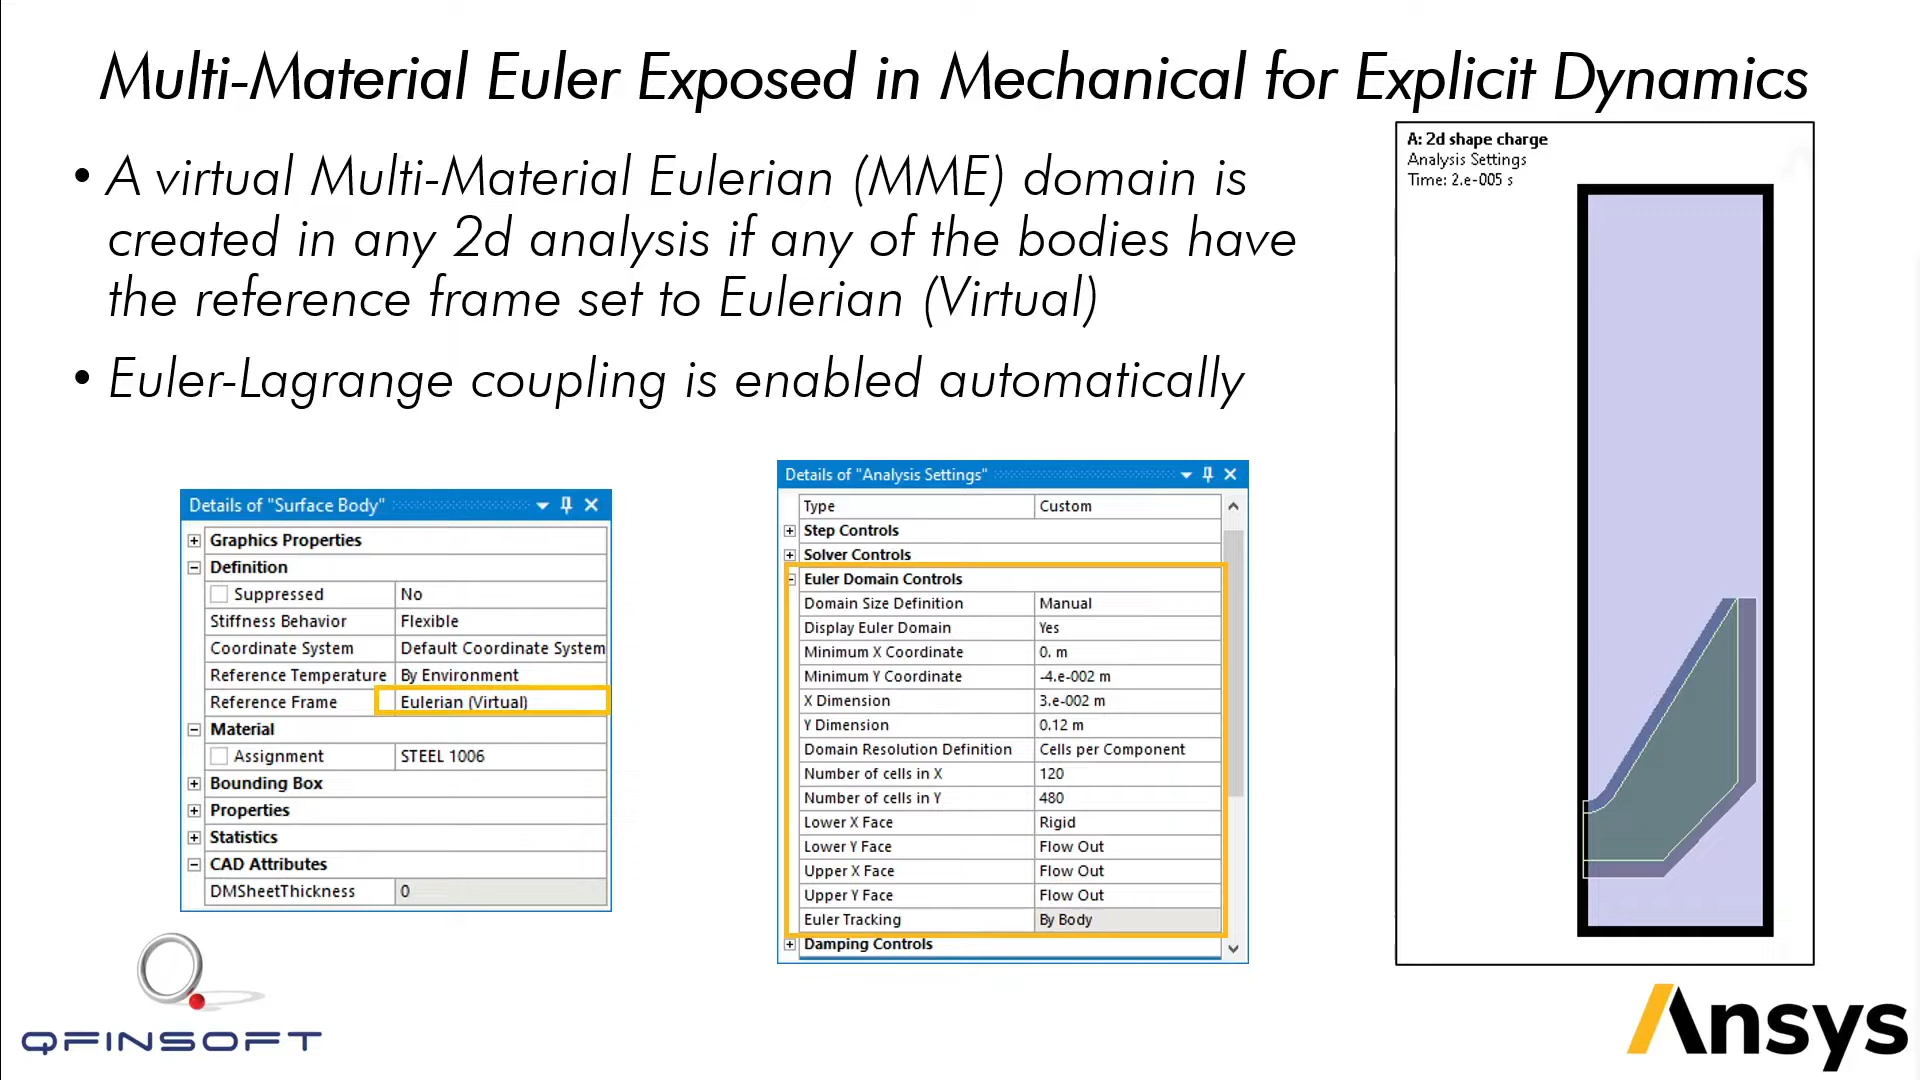 Multi-Material Euler Exposed in Mechanical for Explicit Dynamics
• A virtual Multi-Material Eulerian (MME) domain is
created in any 2d analysis if any of the bodies have
the reference frame set to Eulerian (Virtual)
• Euler-Lagrange coupling is enabled automatically
Details of "Surface Body"
Graphics Properties
Definition
Suppressed No
Stiffness Behavior Flexible
Coordinate System Default Coordinate System
Reference Temperature By Environment
Reference Frame Eulerian (Virtual)
Material
Assignment STEEL 1006
Bounding Box
Properties
Statistics
CAD Attributes
DMSheetThickness 0
Details of "Analysis Settings"
Type Custom
Step Controls
Solver Controls
Euler Domain Controls
Domain Size Definition Manual
Display Euler Domain Yes
Minimum X Coordinate 0. m
Minimum Y Coordinate -4.e-002 m
X Dimension 3.e-002 m
Y Dimension 0.12 m
Domain Resolution Definition Cells per Component
Number of cells in X 120
Number of cells in Y 480
Lower X Face Rigid
Lower Y Face Flow Out
Upper X Face Flow Out
Upper Y Face Flow Out
Euler Tracking By Body
Damping Controls
A: 2d shape charge
Analysis Settings
Time: 2.e-005 s
QFINSOFT
Ansys